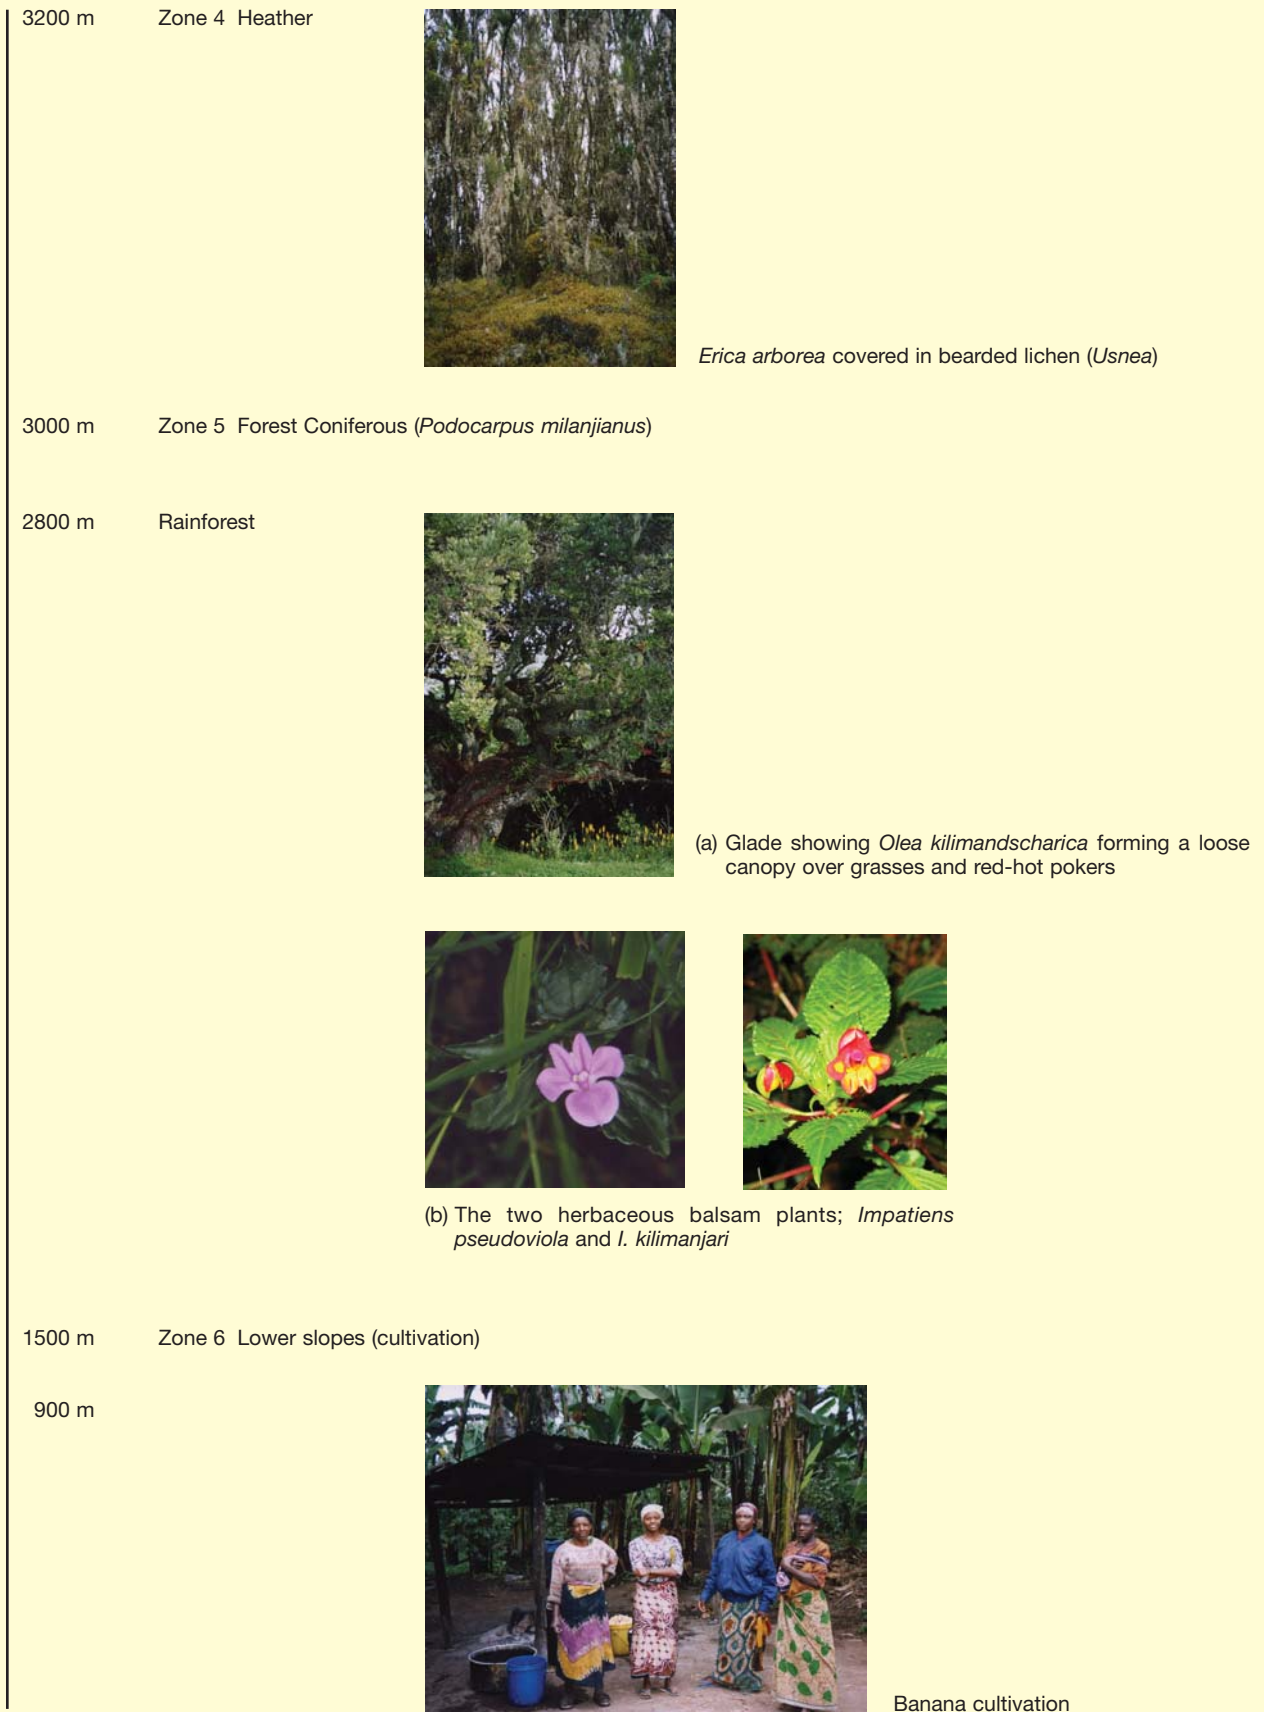 3200 m Zone 4 Heather
Erica arborea covered in bearded lichen (Usnea)
3000 m Zone 5 Forest Coniferous (Podocarpus milanjianus)
2800 m Rainforest
(a) Glade showing Olea kilimandscharica forming a loose
canopy over grasses and red-hot pokers
(b) The two herbaceous balsam plants; Impatiens
pseudoviola and I. kilimanjari
1500 m Zone 6 Lower slopes (cultivation)
900 m
Banana cultivation